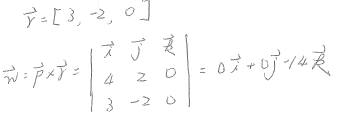 γ⃗ = [3, -2, 0]
w⃗ = p⃗ × γ⃗ = | i⃗ j⃗ k⃗ | = 0i⃗ + 0j⃗ - 14k⃗
4 2 0
3 -2 0